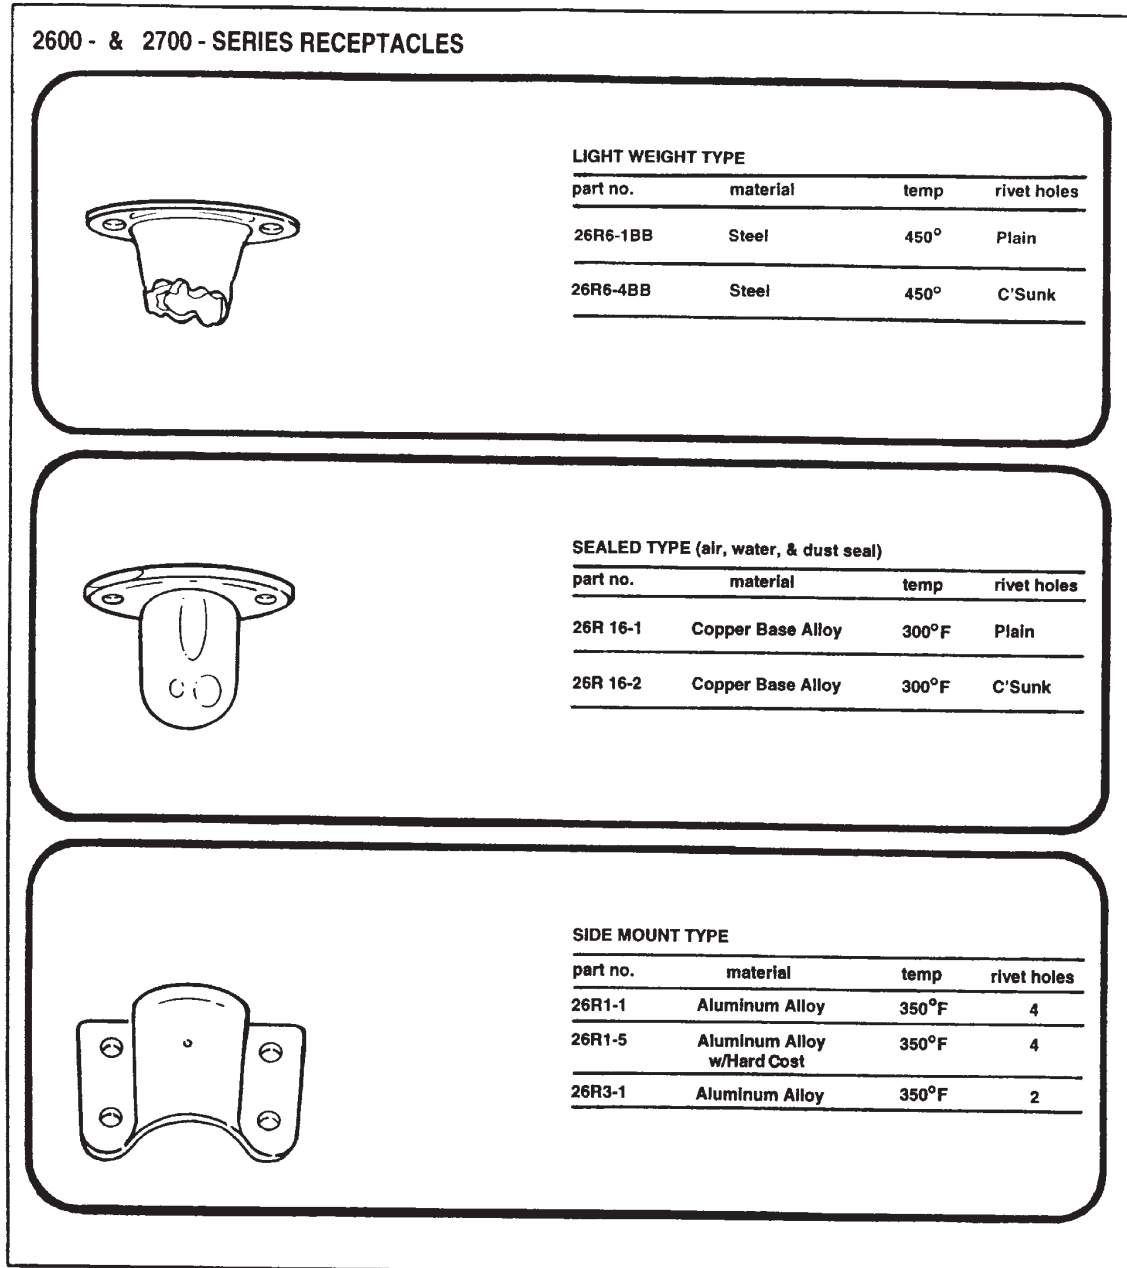 2600 - & 2700 - SERIES RECEPTACLES
LIGHT WEIGHT TYPE
part no. material temp rivet holes
26R6-1BB Steel 450° Plain
26R6-4BB Steel 450° C'Sunk
SEALED TYPE (air, water, & dust seal)
part no. material temp rivet holes
26R 16-1 Copper Base Alloy 300°F Plain
26R 16-2 Copper Base Alloy 300°F C'Sunk
SIDE MOUNT TYPE
part no. material temp rivet holes
26R1-1 Aluminum Alloy 350°F 4
26R1-5 Aluminum Alloy 350°F 4
w/Hard Cost
26R3-1 Aluminum Alloy 350°F 2